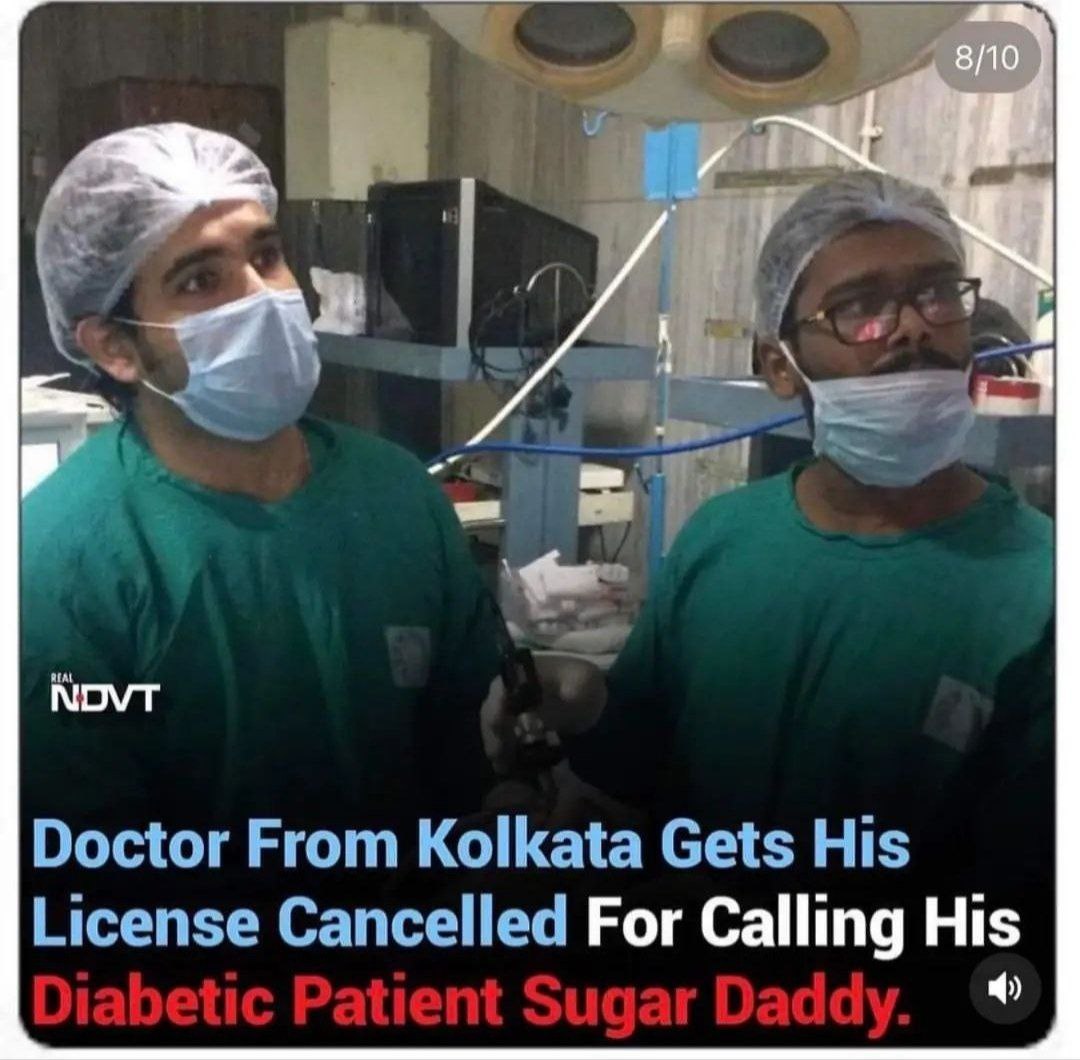 8/10
REAL
NDVT
Doctor From Kolkata Gets His
License Cancelled For Calling His
Diabetic Patient Sugar Daddy.